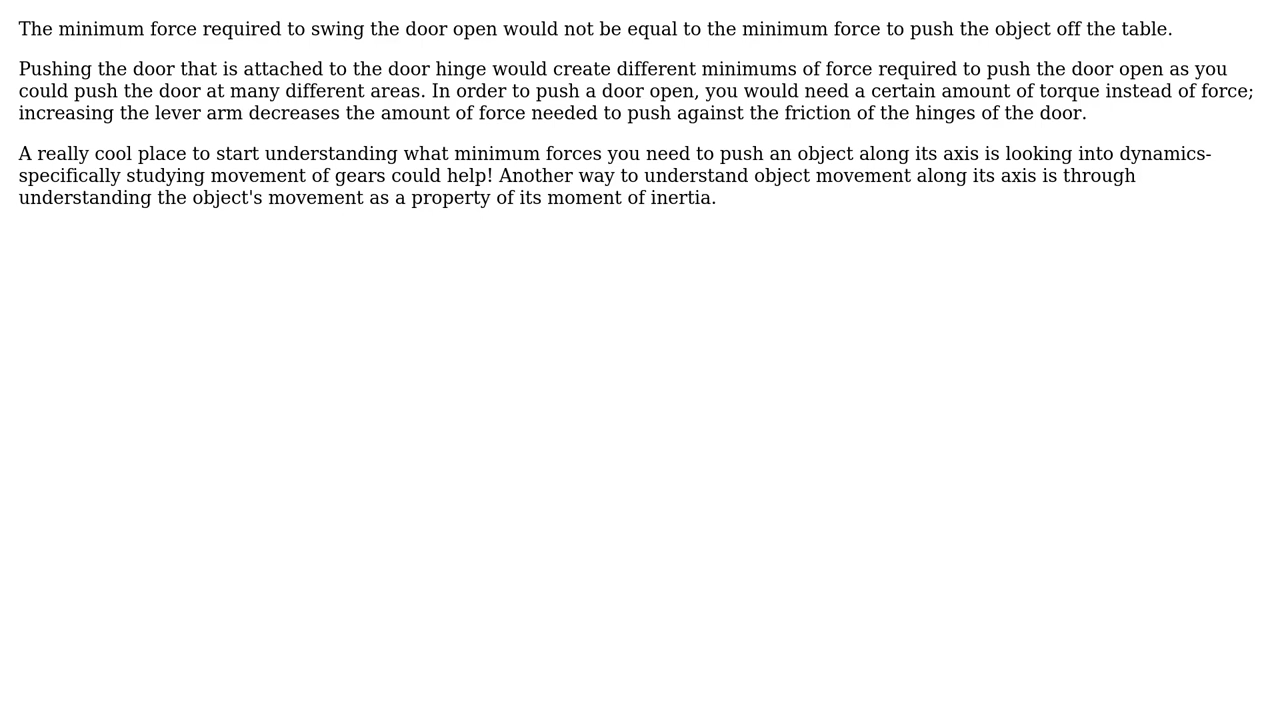 The minimum force required to swing the door open would not be equal to the minimum force to push the object off the table.
Pushing the door that is attached to the door hinge would create different minimums of force required to push the door open as you
could push the door at many different areas. In order to push a door open, you would need a certain amount of torque instead of force;
increasing the lever arm decreases the amount of force needed to push against the friction of the hinges of the door.
A really cool place to start understanding what minimum forces you need to push an object along its axis is looking into dynamics-
specifically studying movement of gears could help! Another way to understand object movement along its axis is through
understanding the object's movement as a property of its moment of inertia.